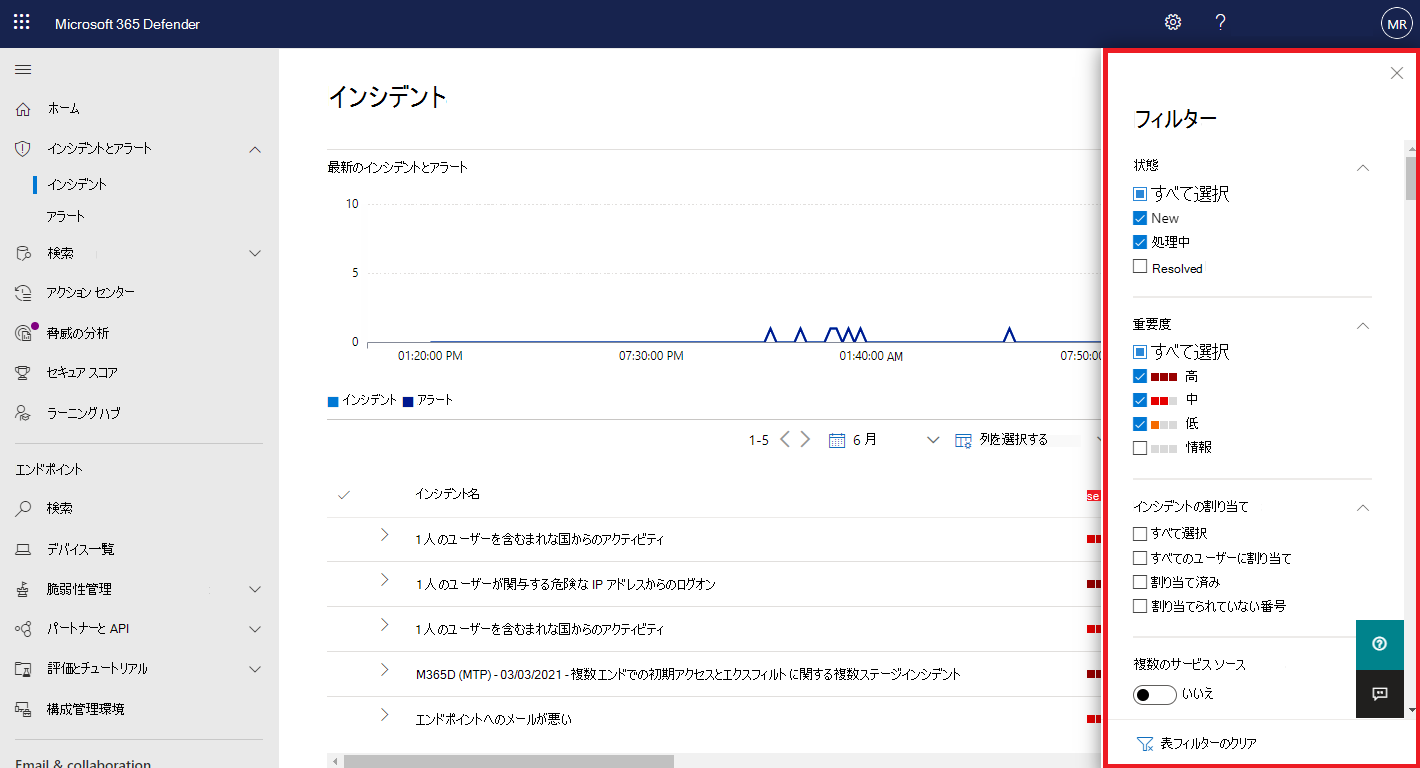 Microsoft 365 Defender
?
MR
ホーム
インシデントとアラート
インシデント
アラート
検索
アクション センター
脅威の分析
セキュア スコア
ラーニング ハブ
エンドポイント
検索
デバイス一覧
脆弱性管理
パートナーと API
評価とチュートリアル
構成管理環境
Email & collaboration
インシデント
最新のインシデントとアラート
10
5
0
01:20:00 PM
07:30:00 PM
01:40:00 AM
07:50:00
インシデント
アラート
1-5
6 月
列を選択する
インシデント名
se
1 人のユーザーを含むまれな国からのアクティビティ
1 人のユーザーが関与する危険な IP アドレスからのログオン
1 人のユーザーを含むまれな国からのアクティビティ
M365D (MTP) - 03/03/2021 - 複数エンドでの初期アクセスとエクスフィルトに関する複数ステージインシデント
エンドポイントへのメールが悪い
フィルター
状態
すべて選択
New
処理中
Resolved
重要度
すべて選択
高
中
低
情報
インシデントの割り当て
すべて選択
すべてのユーザーに割り当て
割り当て済み
割り当てられていない番号
複数のサービス ソース
いいえ
表フィルターのクリア